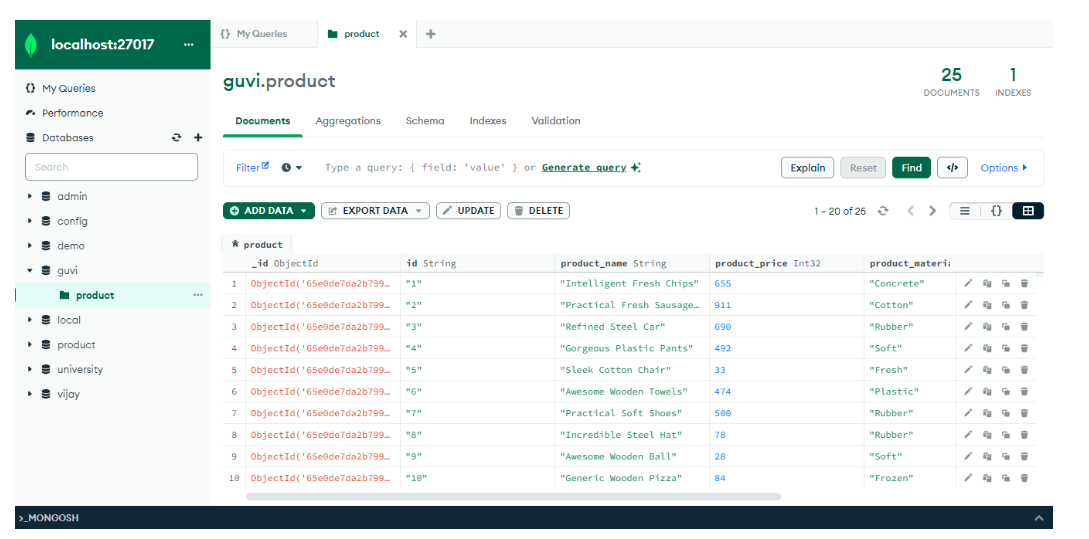 localhost:27017 ...
{} My Queries
Performance
Databases
Search
admin
config
demo
guvi
product ...
local
product
university
vijay
{} My Queries product
guvi.product
25 1
DOCUMENTS INDEXES
Documents Aggregations Schema Indexes Validation
Filter Type a query: { field: 'value' } or Generate query Explain Reset Find </> Options
ADD DATA EXPORT DATA UPDATE DELETE 1 – 20 of 25 {}
product
_id ObjectId id String product_name String product_price Int32 product_materi
1 ObjectId('65e0de7da2b799… "1" "Intelligent Fresh Chips" 655 "Concrete"
2 ObjectId('65e0de7da2b799… "2" "Practical Fresh Sausage… 911 "Cotton"
3 ObjectId('65e0de7da2b799… "3" "Refined Steel Car" 690 "Rubber"
4 ObjectId('65e0de7da2b799… "4" "Gorgeous Plastic Pants" 492 "Soft"
5 ObjectId('65e0de7da2b799… "5" "Sleek Cotton Chair" 33 "Fresh"
6 ObjectId('65e0de7da2b799… "6" "Awesome Wooden Towels" 474 "Plastic"
7 ObjectId('65e0de7da2b799… "7" "Practical Soft Shoes" 500 "Rubber"
8 ObjectId('65e0de7da2b799… "8" "Incredible Steel Hat" 78 "Rubber"
9 ObjectId('65e0de7da2b799… "9" "Awesome Wooden Ball" 28 "Soft"
10 ObjectId('65e0de7da2b799… "10" "Generic Wooden Pizza" 84 "Frozen"
>_MONGOSH